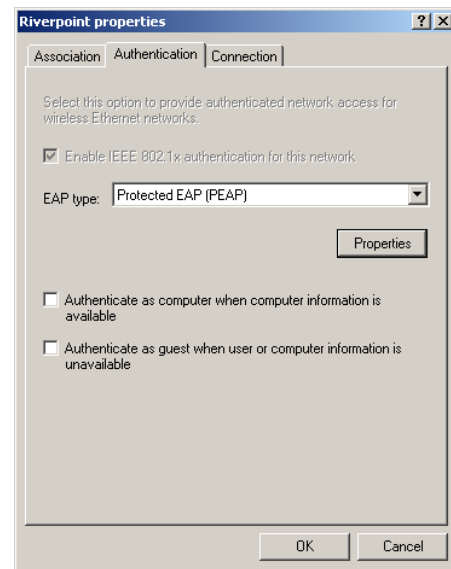 Riverpoint properties
Association Authentication Connection
Select this option to provide authenticated network access for
wireless Ethernet networks.
Enable IEEE 802.1x authentication for this network
EAP type: Protected EAP (PEAP)
Properties
Authenticate as computer when computer information is
available
Authenticate as guest when user or computer information is
unavailable
OK Cancel